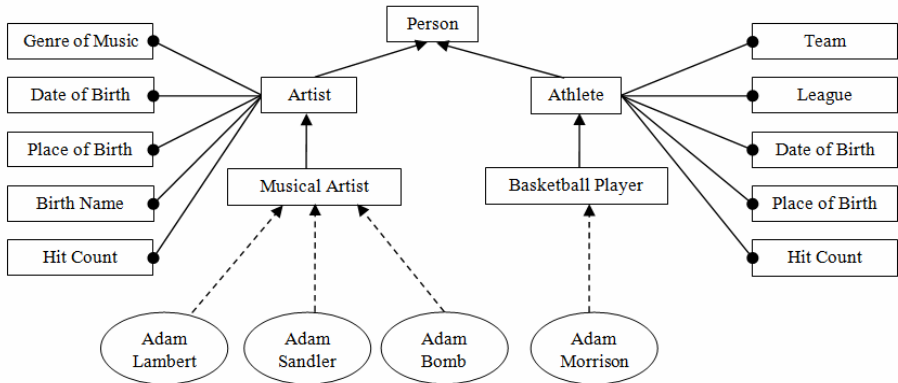 Person
Genre of Music
Team
Date of Birth
Artist
Athlete
League
Place of Birth
Date of Birth
Musical Artist
Basketball Player
Birth Name
Place of Birth
Hit Count
Hit Count
Adam
Lambert
Adam
Sandler
Adam
Bomb
Adam
Morrison